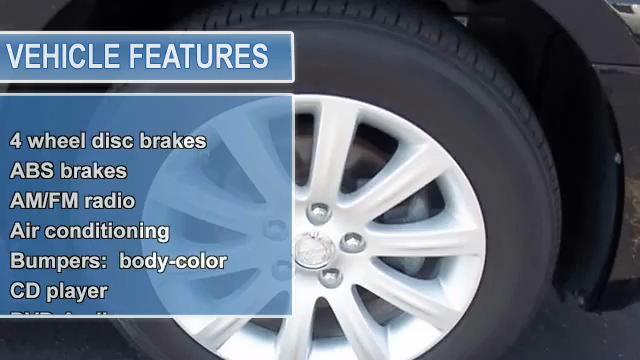 VEHICLE FEATURES
4 wheel disc brakes
ABS brakes
AM/FM radio
Air conditioning
Bumpers: body-color
CD player